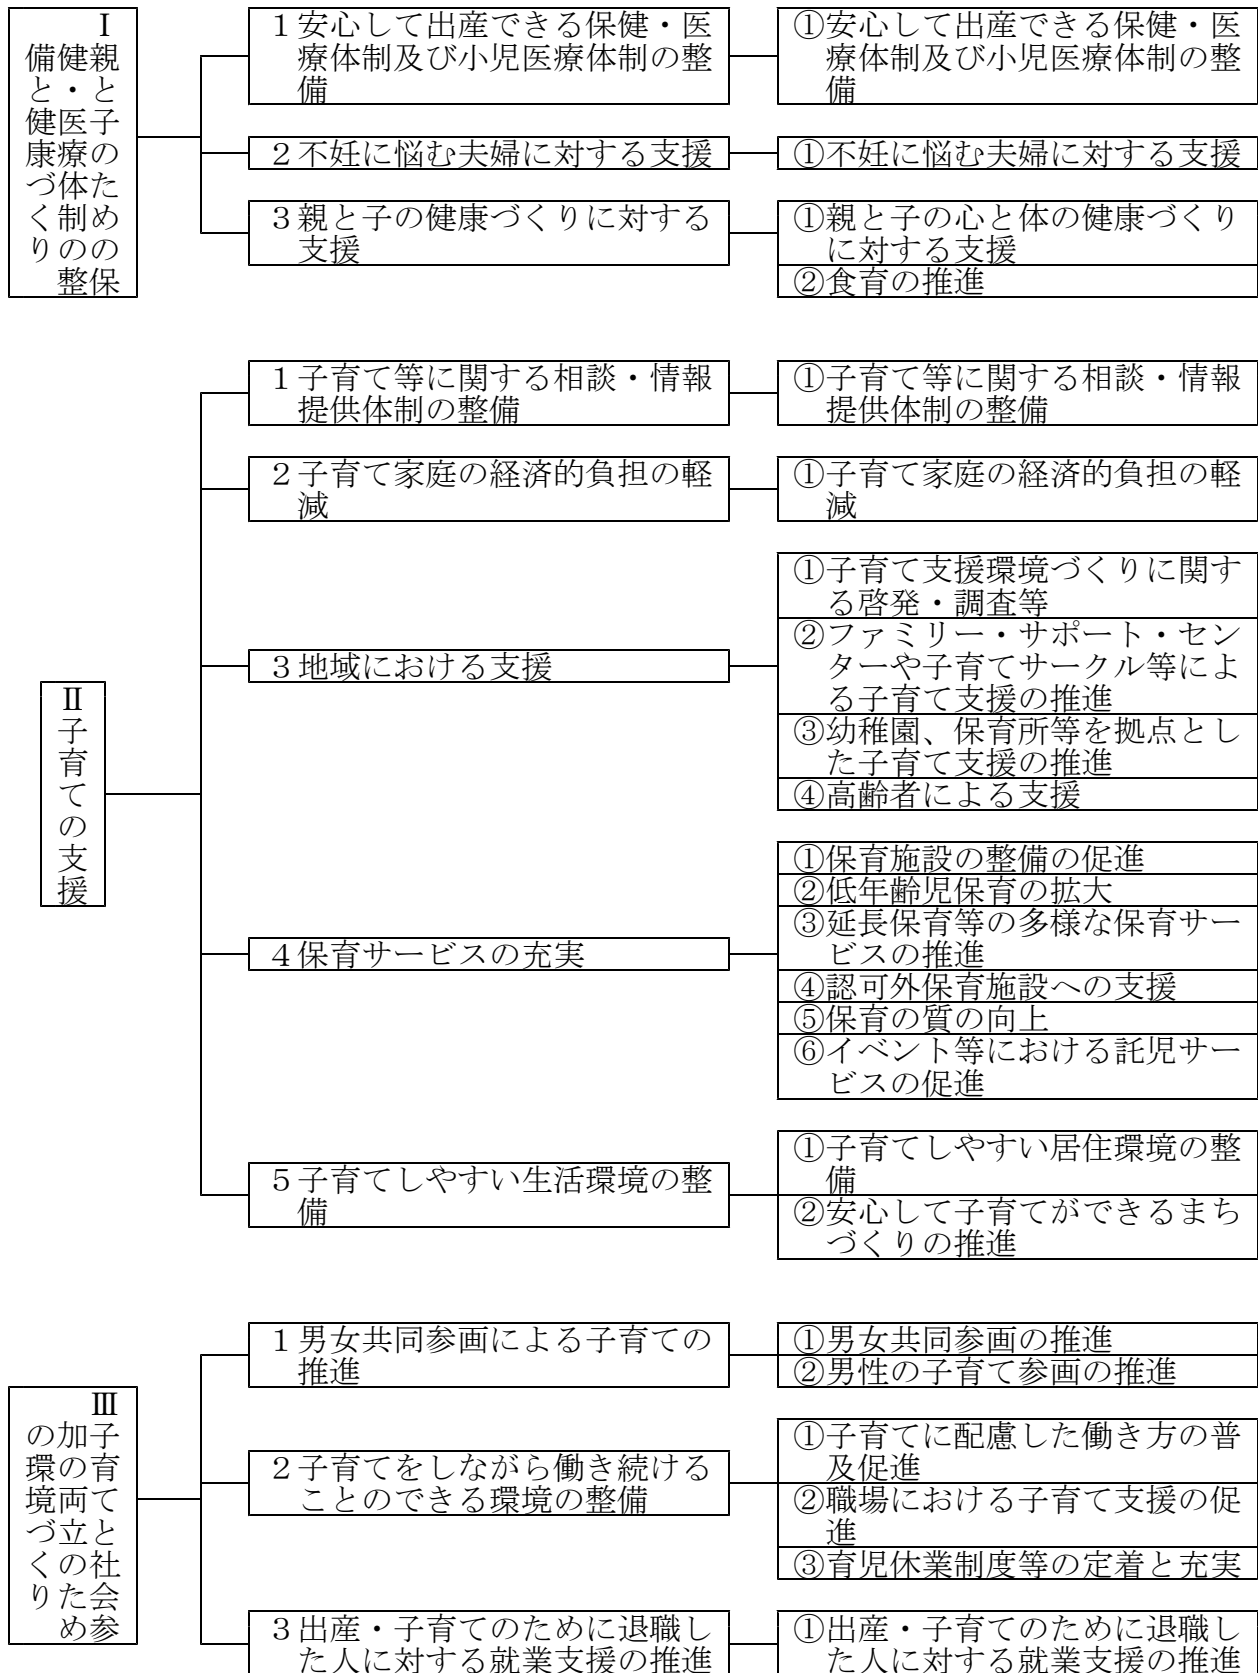 Ⅰ
親と子のための保
健・医療体制の整
備と健康づくり
１安心して出産できる保健・医
療体制及び小児医療体制の整
備
①安心して出産できる保健・医
療体制及び小児医療体制の整
備
２不妊に悩む夫婦に対する支援
①不妊に悩む夫婦に対する支援
３親と子の健康づくりに対する
支援
①親と子の心と体の健康づくり
に対する支援
②食育の推進
Ⅱ子育ての支援
１子育て等に関する相談・情報
提供体制の整備
①子育て等に関する相談・情報
提供体制の整備
２子育て家庭の経済的負担の軽
減
①子育て家庭の経済的負担の軽
減
３地域における支援
①子育て支援環境づくりに関す
る啓発・調査等
②ファミリー・サポート・セン
ターや子育てサークル等によ
る子育て支援の推進
③幼稚園、保育所等を拠点とし
た子育て支援の推進
④高齢者による支援
４保育サービスの充実
①保育施設の整備の促進
②低年齢児保育の拡大
③延長保育等の多様な保育サー
ビスの推進
④認可外保育施設への支援
⑤保育の質の向上
⑥イベント等における託児サー
ビスの促進
５子育てしやすい生活環境の整
備
①子育てしやすい居住環境の整
備
②安心して子育てができるまち
づくりの推進
Ⅲ
子育てと社会参
加の両立のため
の環境づくり
１男女共同参画による子育ての
推進
①男女共同参画の推進
②男性の子育て参画の推進
２子育てをしながら働き続ける
ことのできる環境の整備
①子育てに配慮した働き方の普
及促進
②職場における子育て支援の促
進
③育児休業制度等の定着と充実
３出産・子育てのために退職し
た人に対する就業支援の推進
①出産・子育てのために退職し
た人に対する就業支援の推進